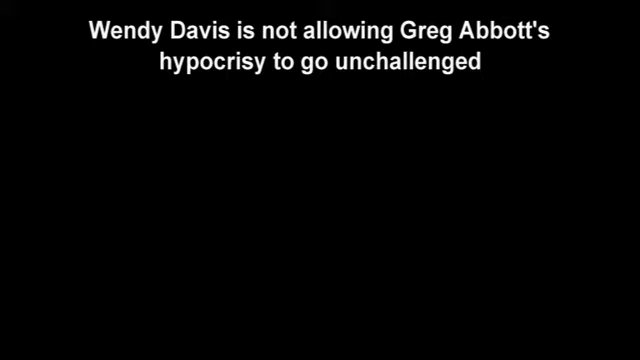 Wendy Davis is not allowing Greg Abbott's
hypocrisy to go unchallenged